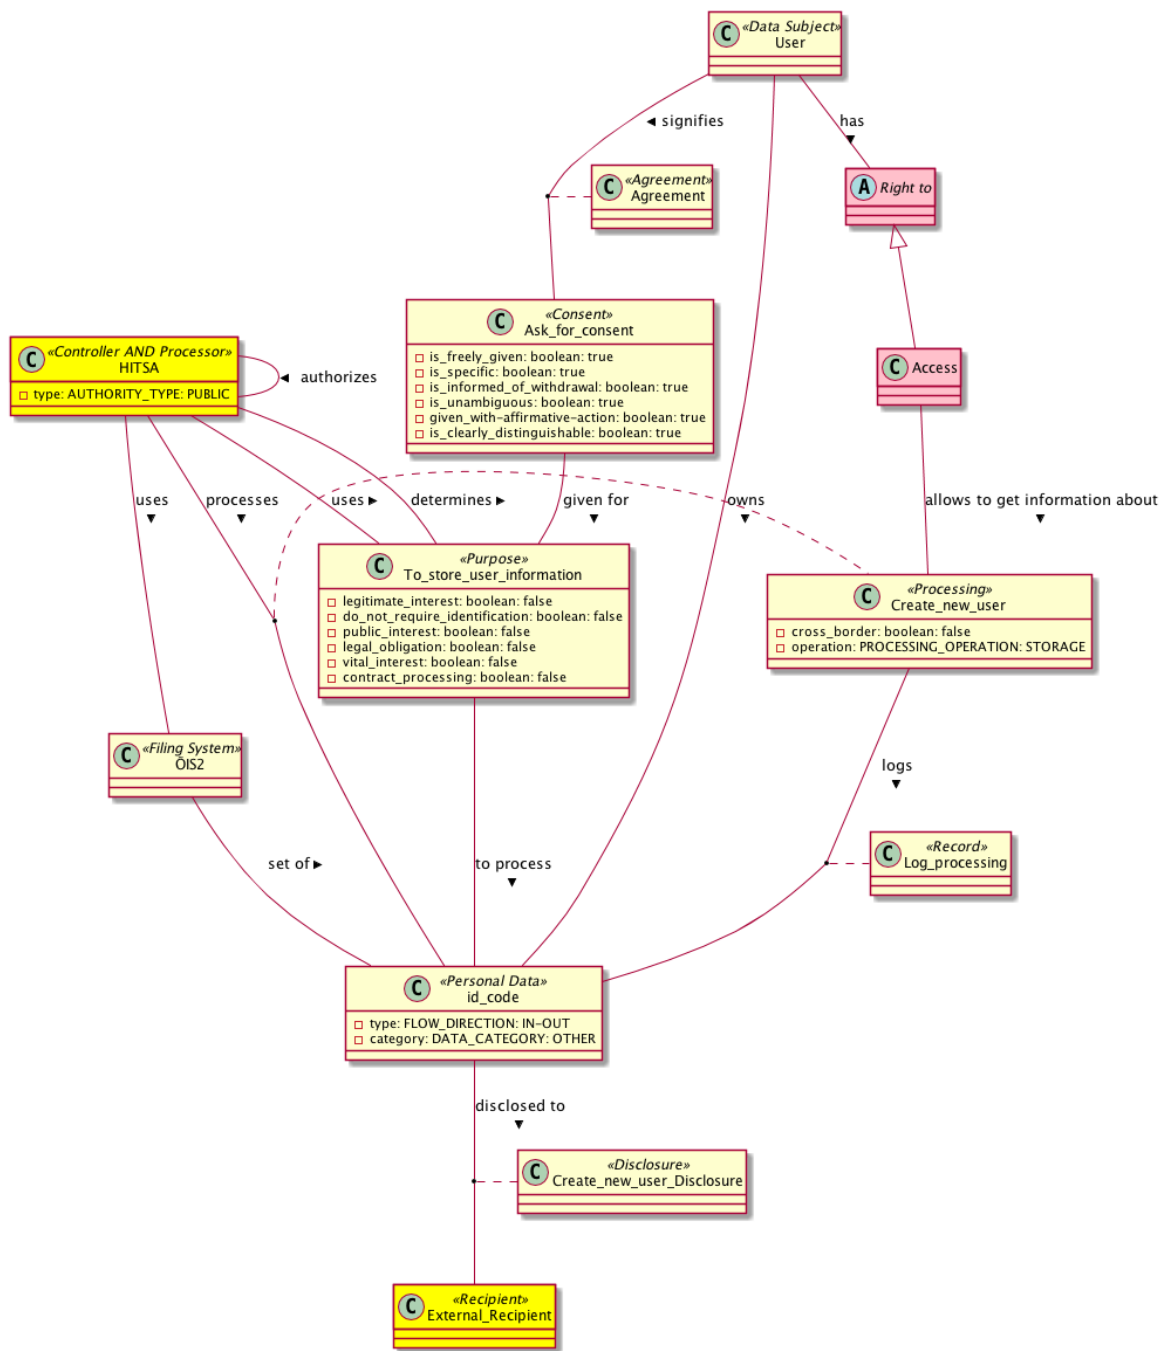 C «Data Subject»
User
◄ signifies
has
▼
C «Agreement»
Agreement
A Right to
C «Consent»
Ask_for_consent
is_freely_given: boolean: true
is_specific: boolean: true
is_informed_of_withdrawal: boolean: true
is_unambiguous: boolean: true
given_with-affirmative-action: boolean: true
is_clearly_distinguishable: boolean: true
C «Controller AND Processor»
HITSA
type: AUTHORITY_TYPE: PUBLIC
◄ authorizes
C Access
uses
▼
processes
▼
uses ►
determines ►
given for
▼
owns
▼
allows to get information about
▼
C «Purpose»
To_store_user_information
legitimate_interest: boolean: false
do_not_require_identification: boolean: false
public_interest: boolean: false
legal_obligation: boolean: false
vital_interest: boolean: false
contract_processing: boolean: false
C «Processing»
Create_new_user
cross_border: boolean: false
operation: PROCESSING_OPERATION: STORAGE
C «Filing System»
ÕIS2
logs
▼
set of ►
to process
▼
C «Record»
Log_processing
C «Personal Data»
id_code
type: FLOW_DIRECTION: IN-OUT
category: DATA_CATEGORY: OTHER
disclosed to
▼
C «Disclosure»
Create_new_user_Disclosure
C «Recipient»
External_Recipient